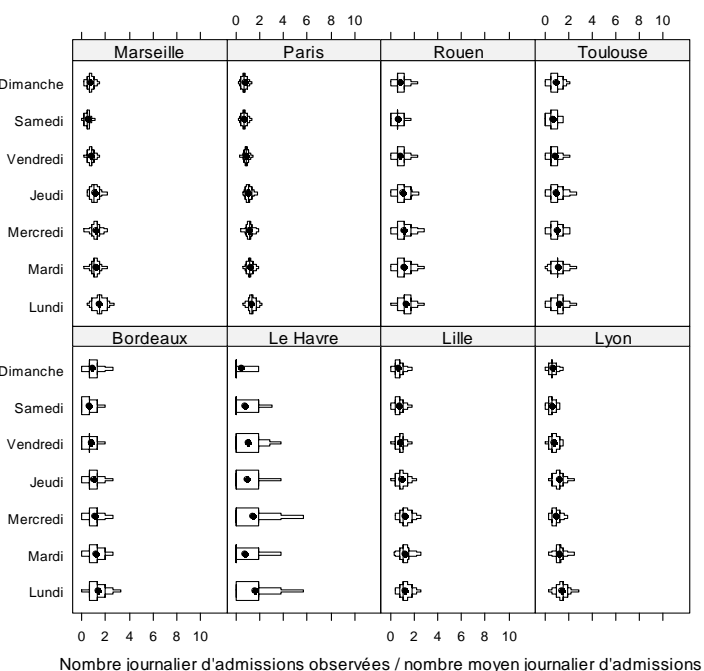 0 2 4 6 8 10 0 2 4 6 8 10
Marseille Paris Rouen Toulouse
Dimanche
Samedi
Vendredi
Jeudi
Mercredi
Mardi
Lundi
Bordeaux Le Havre Lille Lyon
Dimanche
Samedi
Vendredi
Jeudi
Mercredi
Mardi
Lundi
0 2 4 6 8 10 0 2 4 6 8 10
Nombre journalier d'admissions observées / nombre moyen journalier d'admissions